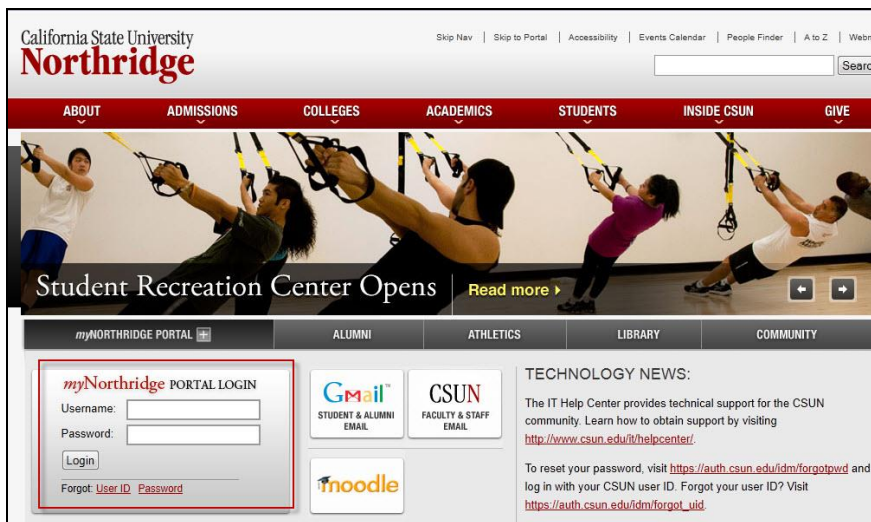 California State University
Northridge
Skip Nav | Skip to Portal | Accessibility | Events Calendar | People Finder | A to Z |
ABOUT ADMISSIONS COLLEGES ACADEMICS STUDENTS INSIDE CSUN GIVE
Student Recreation Center Opens Read more
myNORTHRIDGE PORTAL ALUMNI ATHLETICS LIBRARY COMMUNITY
myNorthridge PORTAL LOGIN
Username:
Password:
Login
Forgot: User ID Password
Gmail™
STUDENT & ALUMNI
EMAIL
CSUN
FACULTY & STAFF
EMAIL
moodle
TECHNOLOGY NEWS:
The IT Help Center provides technical support for the CSUN
community. Learn how to obtain support by visiting
http://www.csun.edu/it/helpcenter/.
To reset your password, visit https://auth.csun.edu/idm/forgotpwd and
log in with your CSUN user ID. Forgot your user ID? Visit
https://auth.csun.edu/idm/forgot_uid.